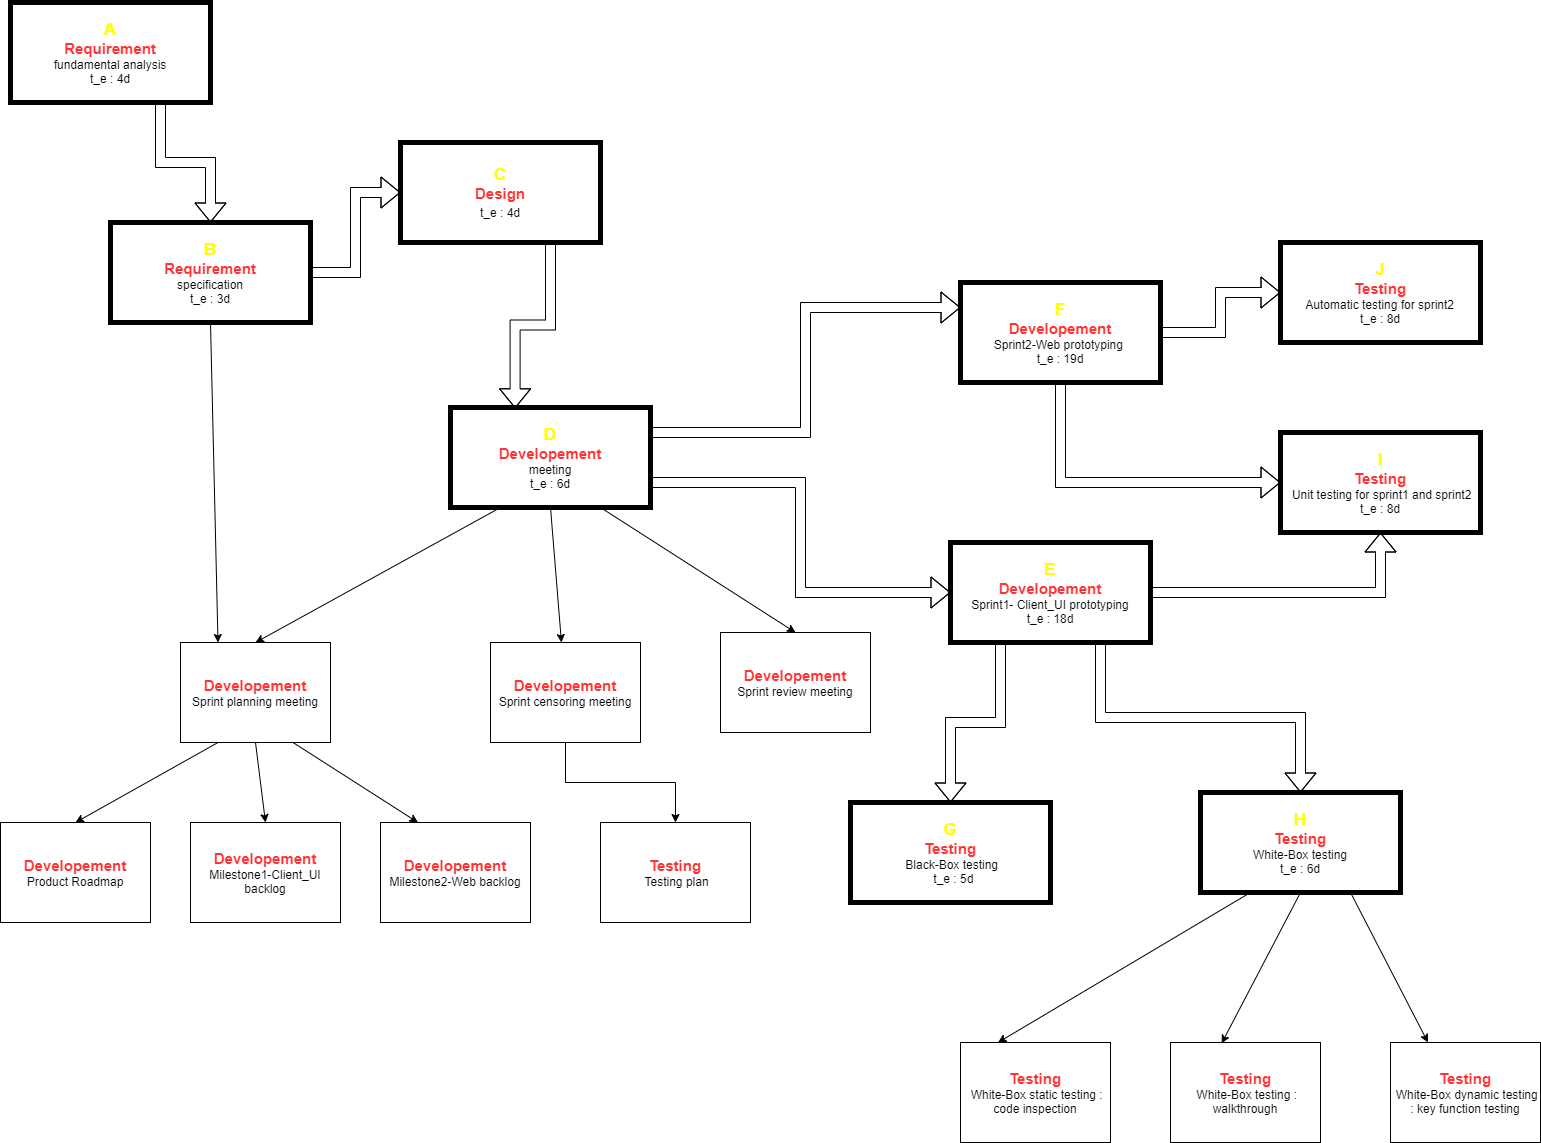 A
Requirement
fundamental analysis
t_e : 4d
B
Requirement
specification
t_e : 3d
C
Design
t_e : 4d
D
Developement
meeting
t_e : 6d
F
Developement
Sprint2-Web prototyping
t_e : 19d
J
Testing
Automatic testing for sprint2
t_e : 8d
I
Testing
Unit testing for sprint1 and sprint2
t_e : 8d
E
Developement
Sprint1- Client_UI prototyping
t_e : 18d
Developement
Sprint planning meeting
Developement
Sprint censoring meeting
Developement
Sprint review meeting
Developement
Product Roadmap
Developement
Milestone1-Client_UI
backlog
Developement
Milestone2-Web backlog
Testing
Testing plan
G
Testing
Black-Box testing
t_e : 5d
H
Testing
White-Box testing
t_e : 6d
Testing
White-Box static testing :
code inspection
Testing
White-Box testing :
walkthrough
Testing
White-Box dynamic testing
: key function testing